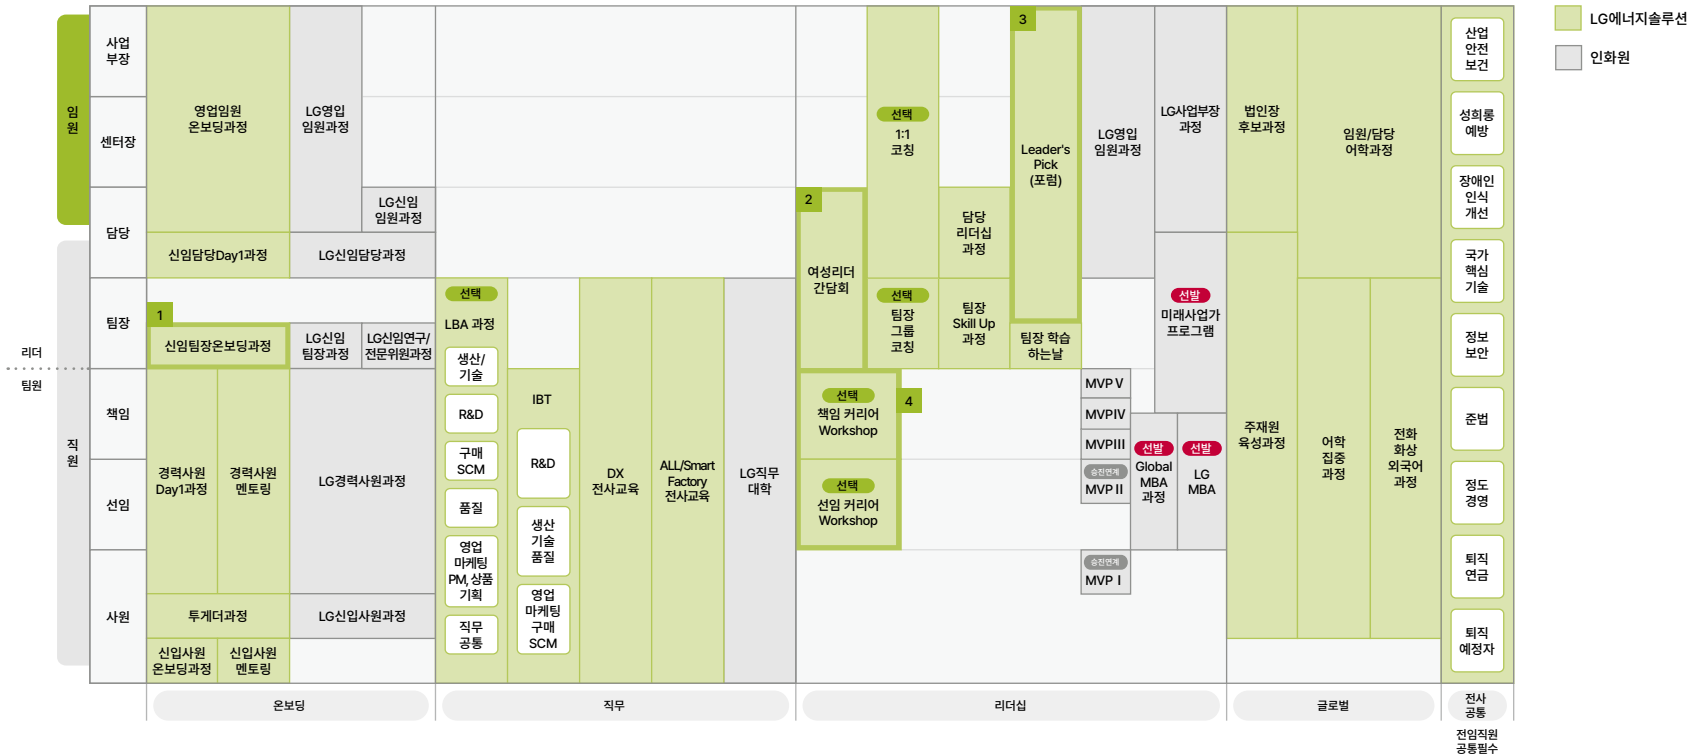 LG에너지솔루션
인화원
임
원
직
원
리더
팀원
사업
부장
센터장
담당
팀장
책임
선임
사원
영업임원
온보딩과정
LG영입
임원과정
LG신임
임원과정
신임담당Day1과정
LG신임담당과정
1
신임팀장온보딩과정
LG신임
팀장과정
LG신임연구/
전문위원과정
경력사원
Day1과정
경력사원
멘토링
LG경력사원과정
투게더과정
LG신입사원과정
신입사원
온보딩과정
신입사원
멘토링
선택
LBA 과정
생산/
기술
R&D
구매
SCM
품질
영업
마케팅
PM, 상품
기획
직무
공통
IBT
R&D
생산
기술
품질
영업
마케팅
구매
SCM
DX
전사교육
ALL/Smart
Factory
전사교육
LG직무
대학
2
여성리더
간담회
선택
1:1
코칭
선택
팀장
그룹
코칭
담당
리더십
과정
팀장
Skill Up
과정
3
Leader's
Pick
(포럼)
팀장 학습
하는날
4
선택
책임 커리어
Workshop
선택
선임 커리어
Workshop
LG영입
임원과정
LG사업부장
과정
선발
미래사업가
프로그램
MVP V
MVPIV
MVPIII
승진연계
MVP II
승진연계
MVP I
선발
Global
MBA
과정
선발
LG
MBA
법인장
후보과정
임원/담당
어학과정
주재원
육성과정
어학
집중
과정
전화
화상
외국어
과정
산업
안전
보건
성희롱
예방
장애인
인식
개선
국가
핵심
기술
정보
보안
준법
정도
경영
퇴직
연금
퇴직
예정자
온보딩
직무
리더십
글로벌
전사
공통
전임직원
공통필수